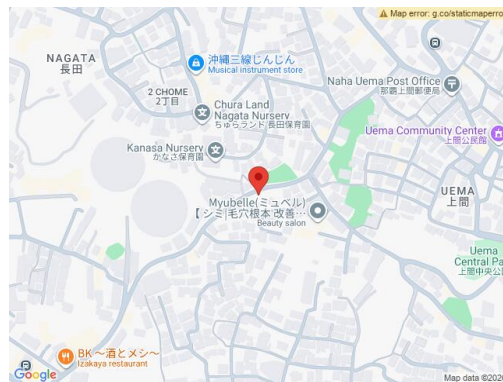 Map error: g.co/staticmaperro
NAGATA
長田
沖縄三線じんじん
Musical instrument store
2 CHOME
2丁目
Naha Uema Post Office
那覇上間郵便局
Chura Land
Nagata Nursery
ちゅらランド 長田保育園
Uema Community Center
上間公民館
Kanasa Nursery
かなさ保育園
Myubelle(ミュベル)
【シミ|毛穴根本改善…
Beauty salon
UEMA
上間
Uema
Central Pa
上間中央公
BK 〜酒とメシ〜
Izakaya restaurant
Google
Map data ©202